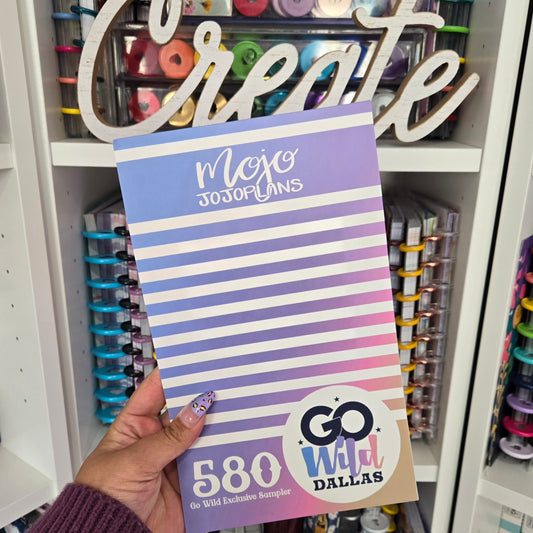 Create
mojo
JOJOPLANS
GO
Wild
DALLAS
580
Go Wild Exclusive Sampler